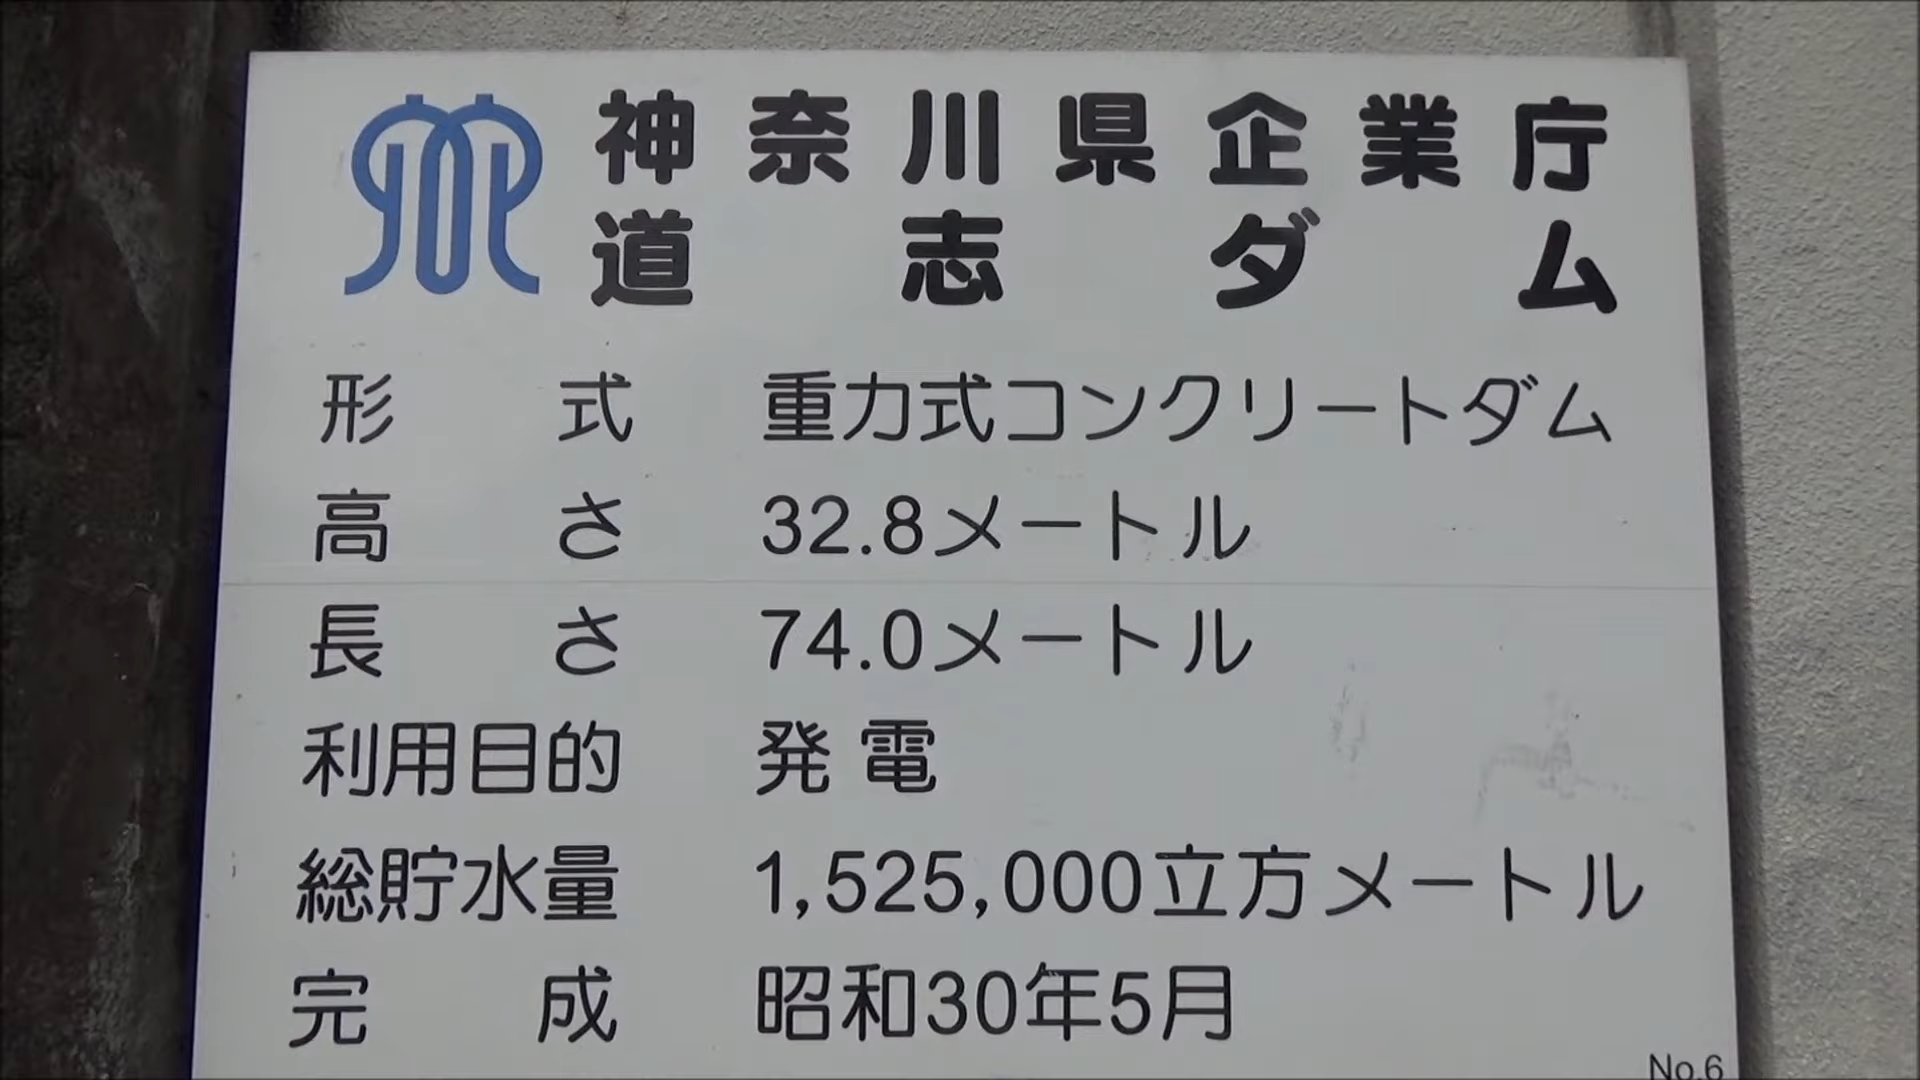 神奈川県企業庁
道志ダム
形式 重力式コンクリートダム
高さ 32.8メートル
長さ 74.0メートル
利用目的 発電
総貯水量 1,525,000立方メートル
完成 昭和30年5月
No.6